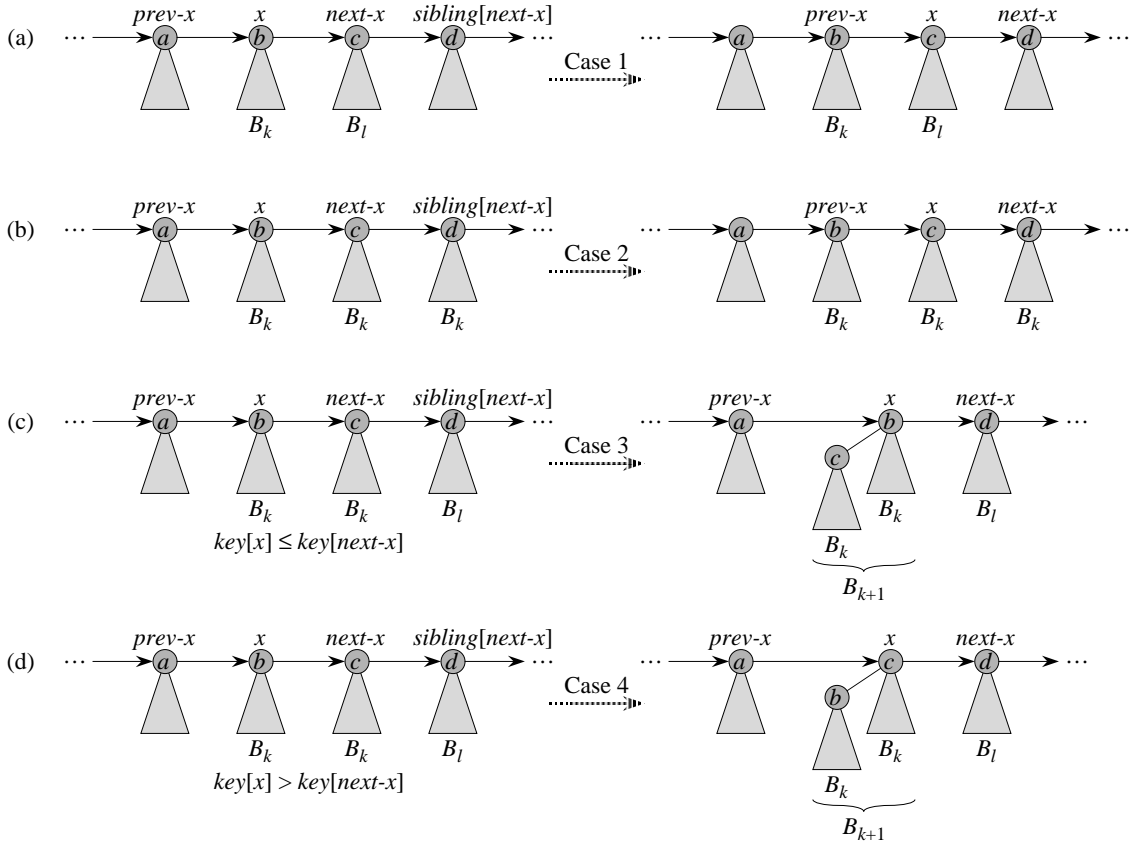 prev-x x next-x sibling[next-x] prev-x x next-x
(a) ··· a b c d ··· Case 1 ··· a b c d ···
B_k B_l B_k B_l
prev-x x next-x sibling[next-x] prev-x x next-x
(b) ··· a b c d ··· Case 2 ··· a b c d ···
B_k B_k B_k B_k B_k B_k
prev-x x next-x sibling[next-x] prev-x x next-x
(c) ··· a b c d ··· Case 3 ··· a b d ···
c
B_k B_k B_l B_k B_l
key[x] ≤ key[next-x] B_k
B_{k+1}
prev-x x next-x sibling[next-x] prev-x x next-x
(d) ··· a b c d ··· Case 4 ··· a c d ···
b
B_k B_k B_l B_k B_l
key[x] > key[next-x] B_k
B_{k+1}